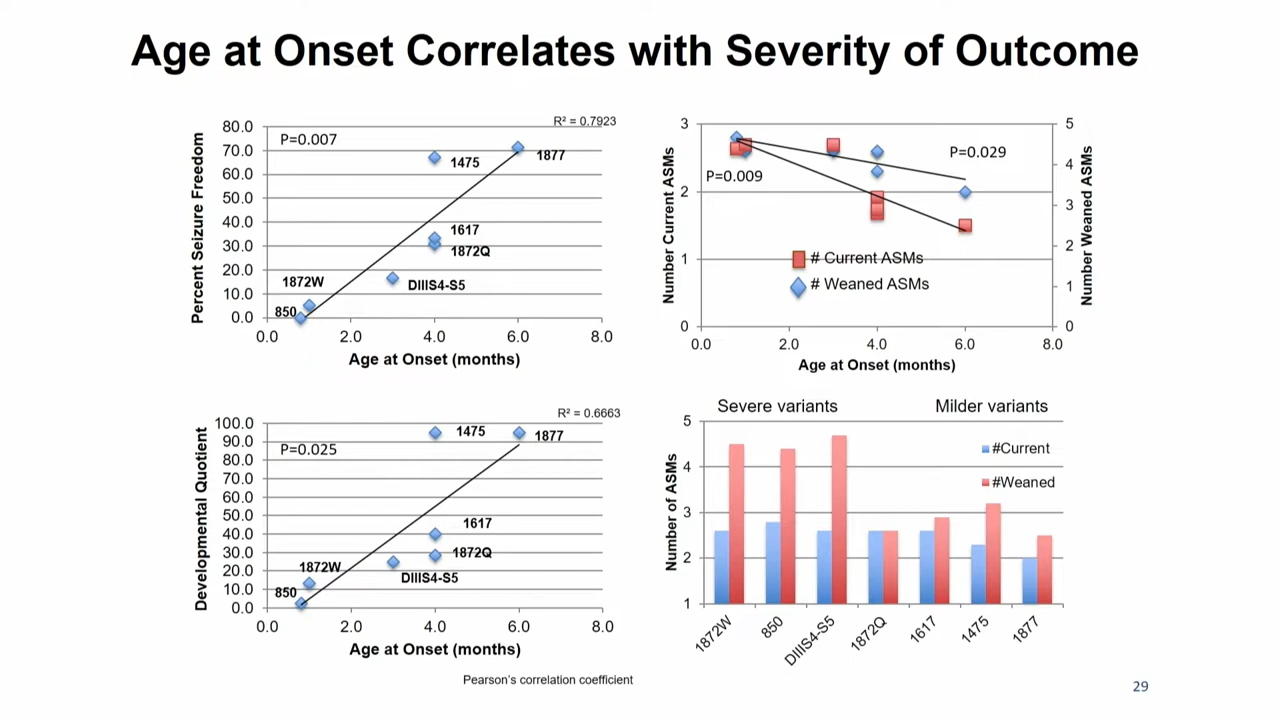 Age at Onset Correlates with Severity of Outcome
R² = 0.7923
Percent Seizure Freedom
80.0
70.0
60.0
50.0
40.0
30.0
20.0
10.0
0.0
P=0.007
1475
1877
1617
1872Q
DIIIS4-S5
1872W
850
0.0 2.0 4.0 6.0 8.0
Age at Onset (months)
Number Current ASMs
3
2
1
0
5
4
3
2
1
0
Number Weaned ASMs
P=0.029
P=0.009
# Current ASMs
# Weaned ASMs
0.0 2.0 4.0 6.0 8.0
Age at Onset (months)
R² = 0.6663
Developmental Quotient
100.0
90.0
80.0
70.0
60.0
50.0
40.0
30.0
20.0
10.0
0.0
P=0.025
1475
1877
1617
1872Q
DIIIS4-S5
1872W
850
0.0 2.0 4.0 6.0 8.0
Age at Onset (months)
Severe variants Milder variants
Number of ASMs
5
4
3
2
1
#Current
#Weaned
1872W 850 DIIIS4-S5 1872Q 1617 1475 1877
Pearson's correlation coefficient
29